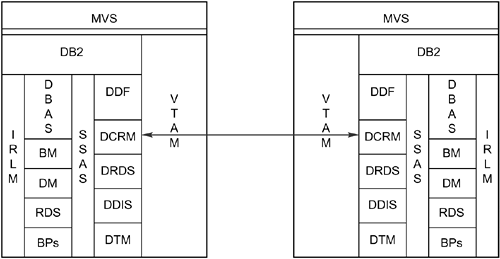 MVS
DB2
IRLM
DBAS
BM
DM
RDS
BPs
SSAS
DDF
DCRM
DRDS
DDIS
DTM
VTAM
MVS
DB2
VTAM
DDF
DCRM
DRDS
DDIS
DTM
SSAS
DBAS
BM
DM
RDS
BPs
IRLM